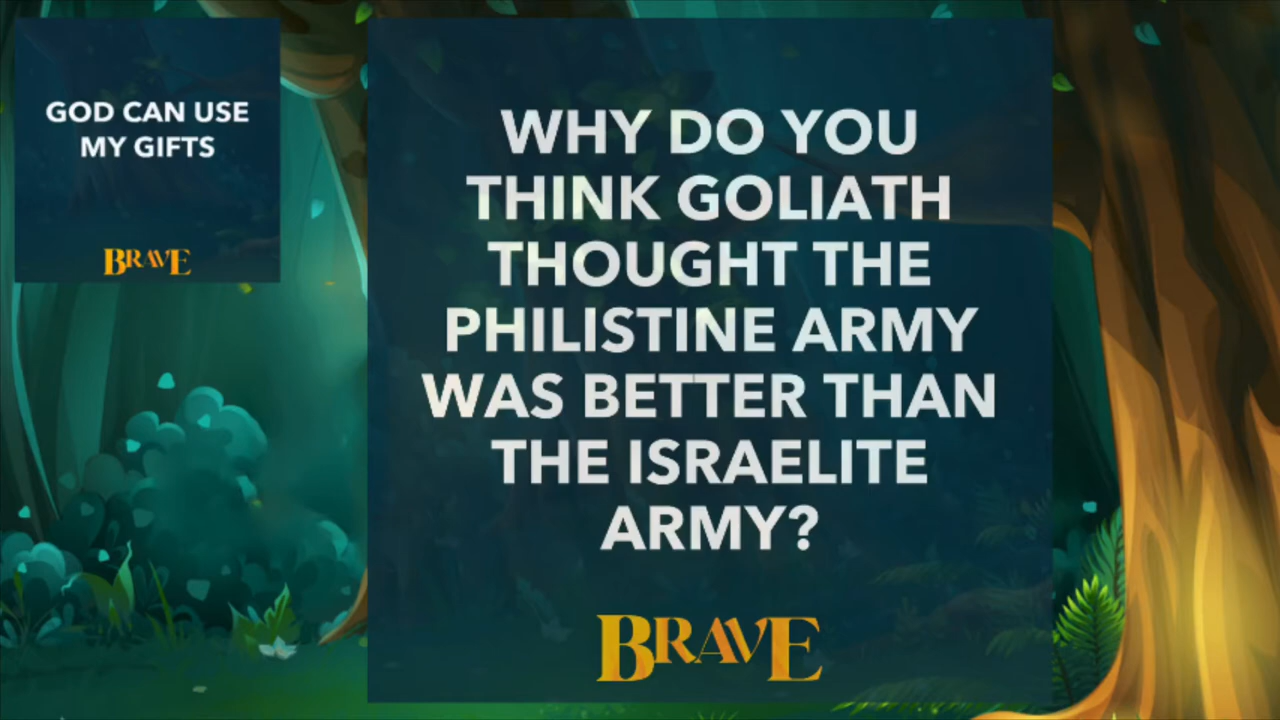 GOD CAN USE
MY GIFTS
BRAVE
WHY DO YOU
THINK GOLIATH
THOUGHT THE
PHILISTINE ARMY
WAS BETTER THAN
THE ISRAELITE
ARMY?
BRAVE